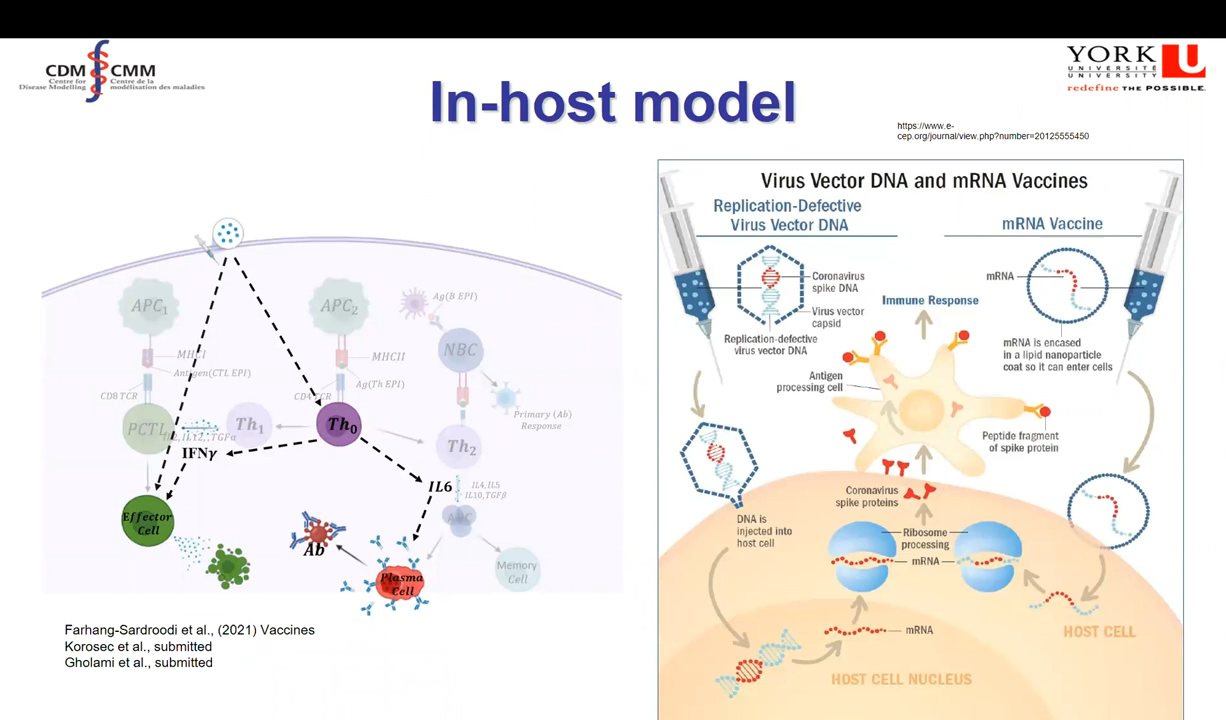 CDM CMM
Centre for Disease Modelling
Centre de la modélisation des maladies
YORK U
UNIVERSITÉ
UNIVERSITY
redefine THE POSSIBLE.
In-host model
https://www.e-
cep.org/journal/view.php?number=20125555450
APC1
APC2
Ag(B EPI)
NBC
MHCI
Antigen(CTL EPI)
MHCII
Ag(Th EPI)
CD8 TCR
CD4 TCR
Primary (Ab)
Response
PCTL
Th1
Th0
Th2
IFNγ
IL6
IL4, IL5
IL10, TGFβ
Effector
Cell
Ab
Plasma
Cell
Memory
Cell
Farhang-Sardroodi et al., (2021) Vaccines
Korosec et al., submitted
Gholami et al., submitted
Virus Vector DNA and mRNA Vaccines
Replication-Defective
Virus Vector DNA
mRNA Vaccine
Coronavirus
spike DNA
Virus vector
capsid
Replication-defective
virus vector DNA
Immune Response
mRNA
mRNA is encased
in a lipid nanoparticle
coat so it can enter cells
Antigen
processing cell
Peptide fragment
of spike protein
Coronavirus
spike proteins
DNA is
injected into
host cell
Ribosome
processing
mRNA
mRNA
HOST CELL
HOST CELL NUCLEUS